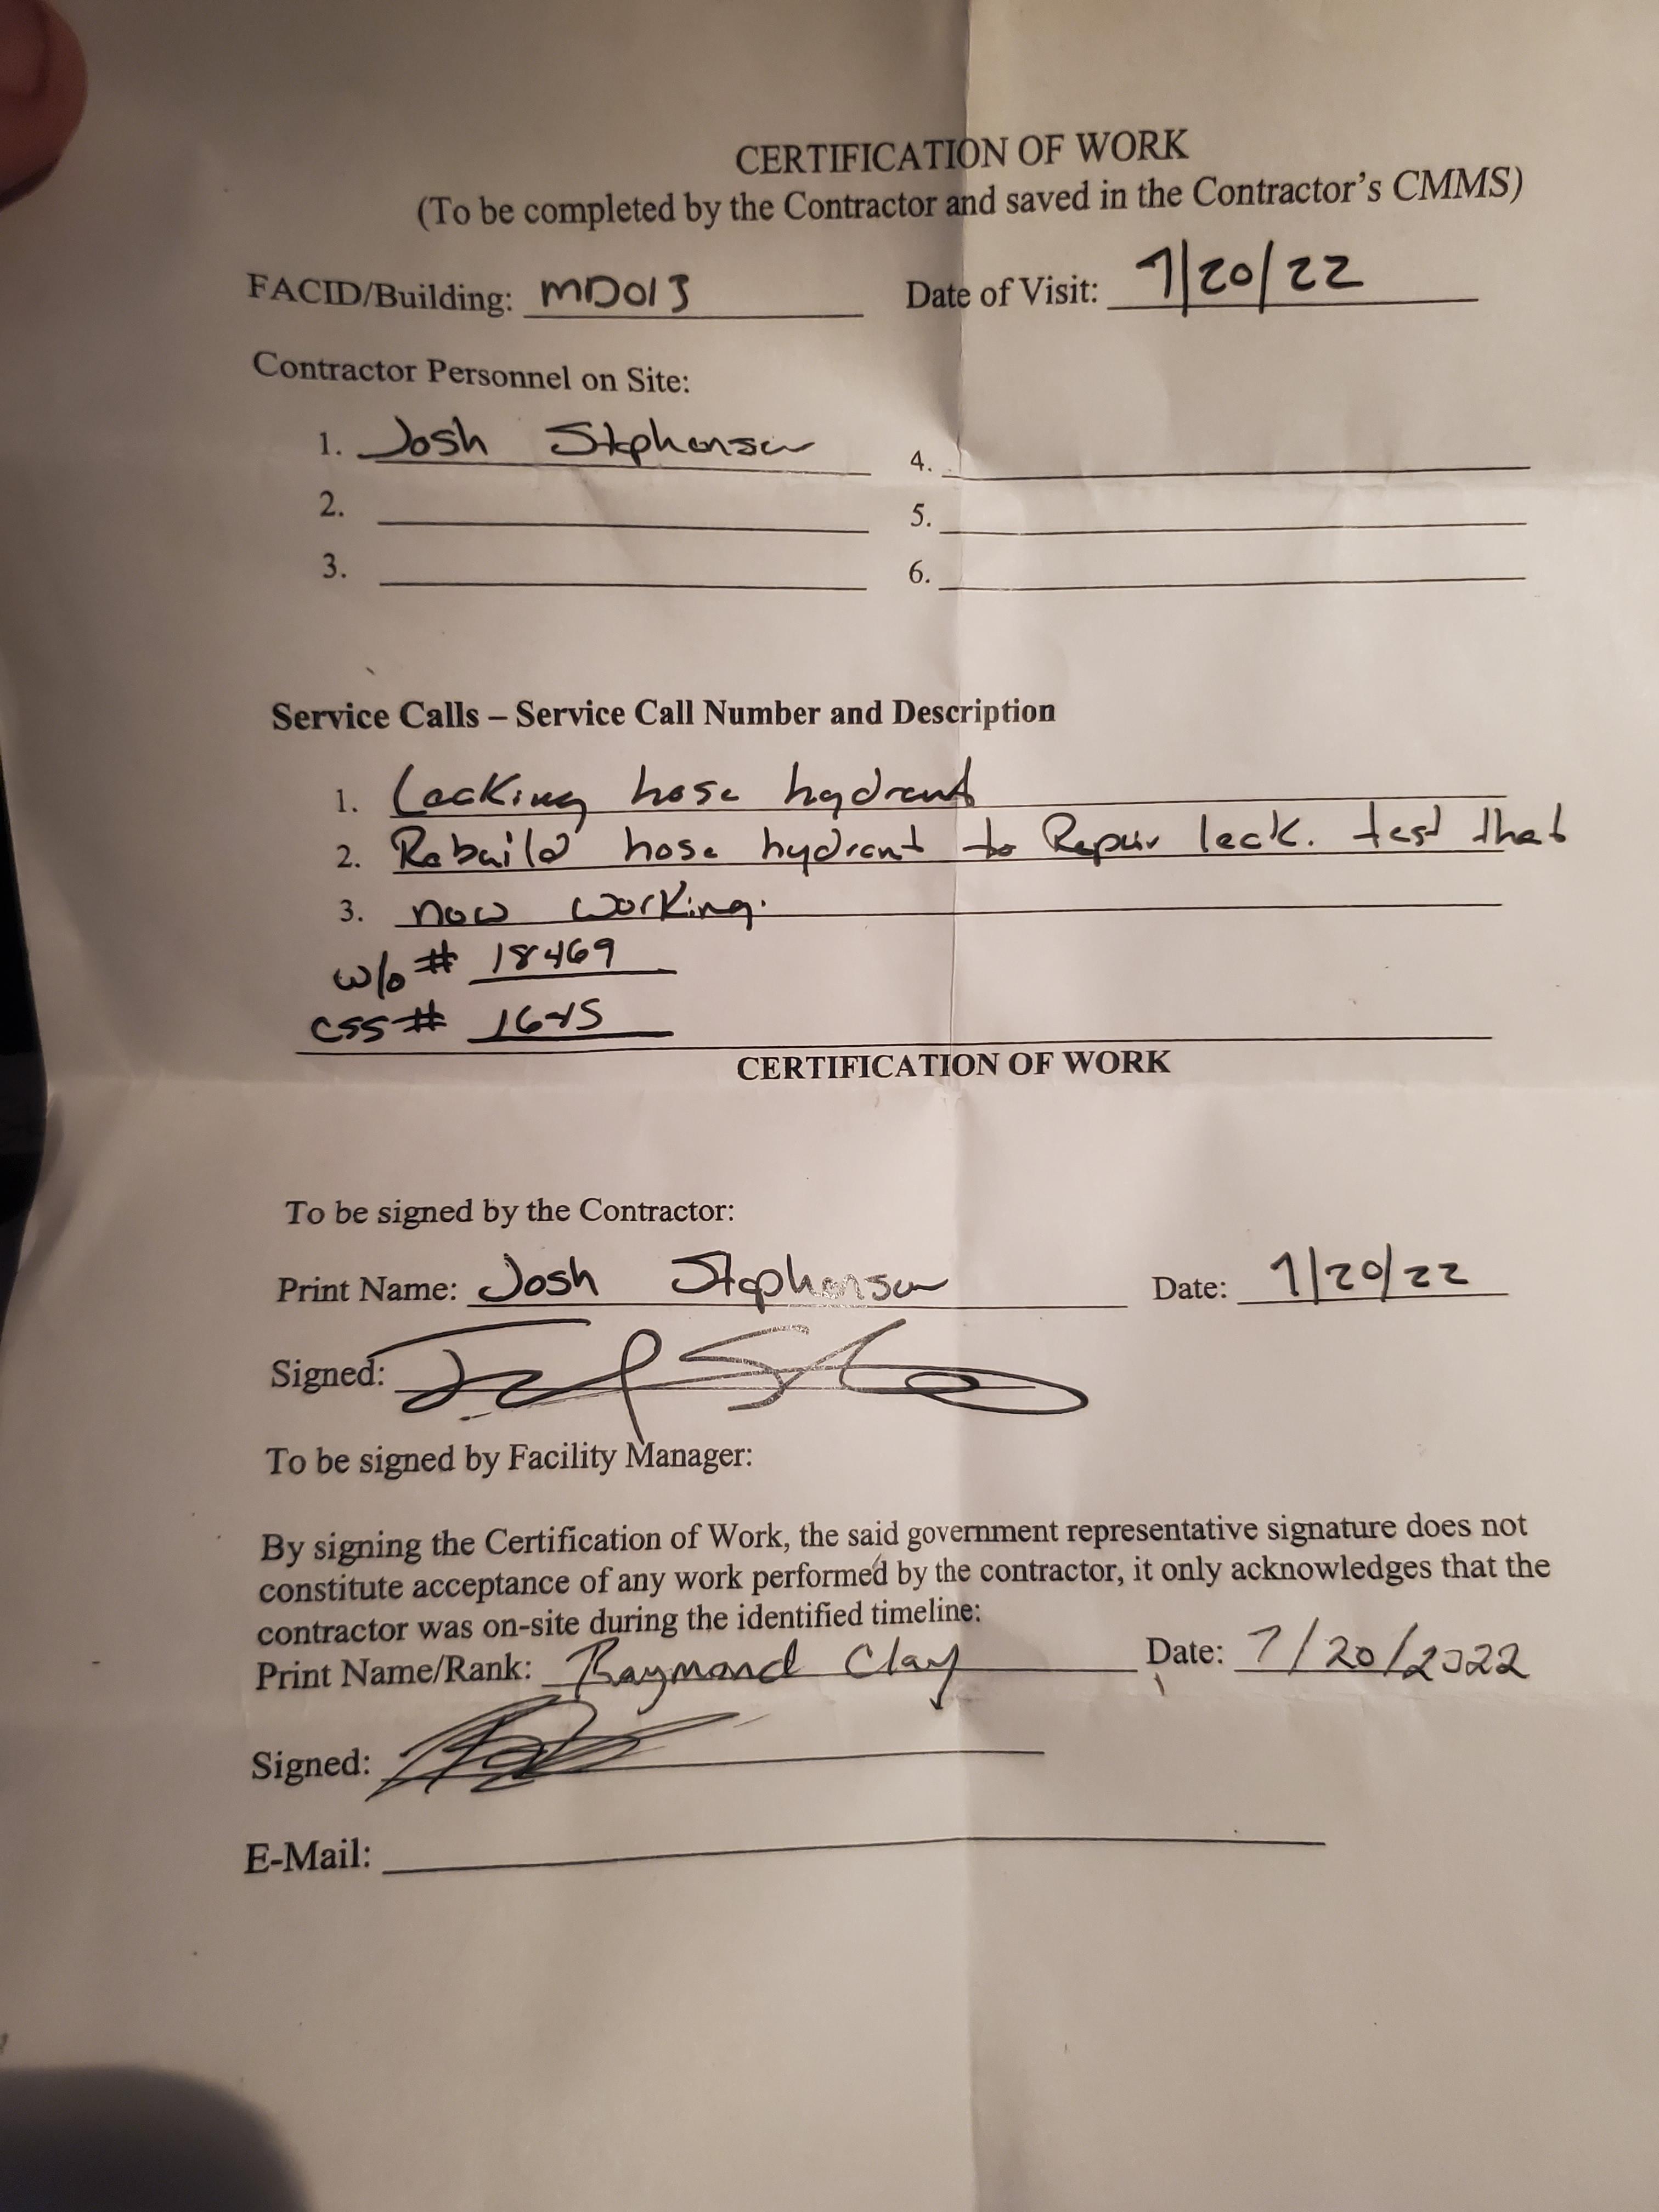 CERTIFICATION OF WORK
(To be completed by the Contractor and saved in the Contractor's CMMS)
FACID/Building: MD013 Date of Visit: 7/20/22
Contractor Personnel on Site:
1. Josh Stephenson 4.
2. 5.
3. 6.
Service Calls – Service Call Number and Description
1. Leaking hose hydrant
2. Rebuild hose hydrant to Repair leak. test that
3. now working.
w/o # 18469
CSS #
CERTIFICATION OF WORK
To be signed by the Contractor:
Print Name: Josh Stephenson Date: 7/20/22
Signed:
To be signed by Facility Manager:
By signing the Certification of Work, the said government representative signature does not
constitute acceptance of any work performed by the contractor, it only acknowledges that the
contractor was on-site during the identified timeline:
Print Name/Rank: Raymond Clay Date: 7/20/2022
Signed:
E-Mail: